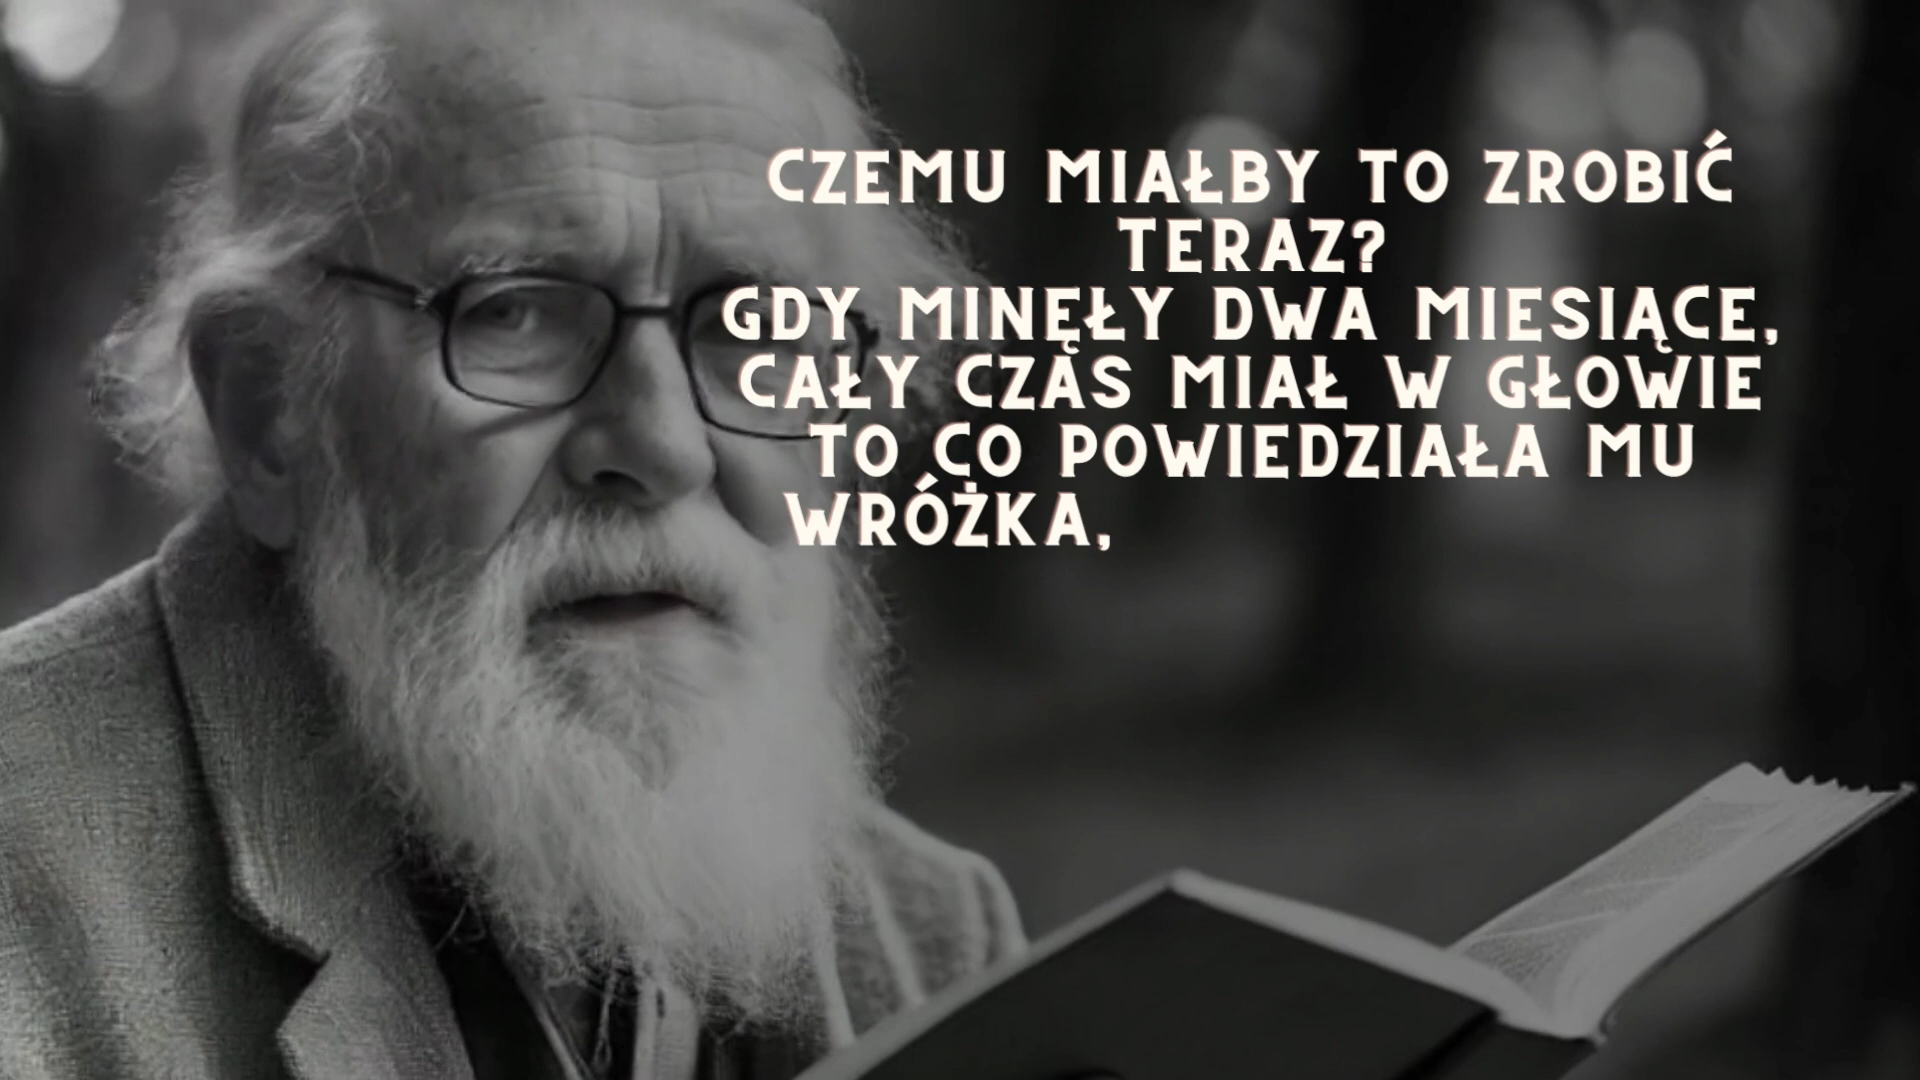 CZEMU MIAŁBY TO ZROBIĆ
TERAZ?
GDY MINĘŁY DWA MIESIĄCE,
CAŁY CZAS MIAŁ W GŁOWIE
TO CO POWIEDZIAŁA MU
WRÓŻKA,